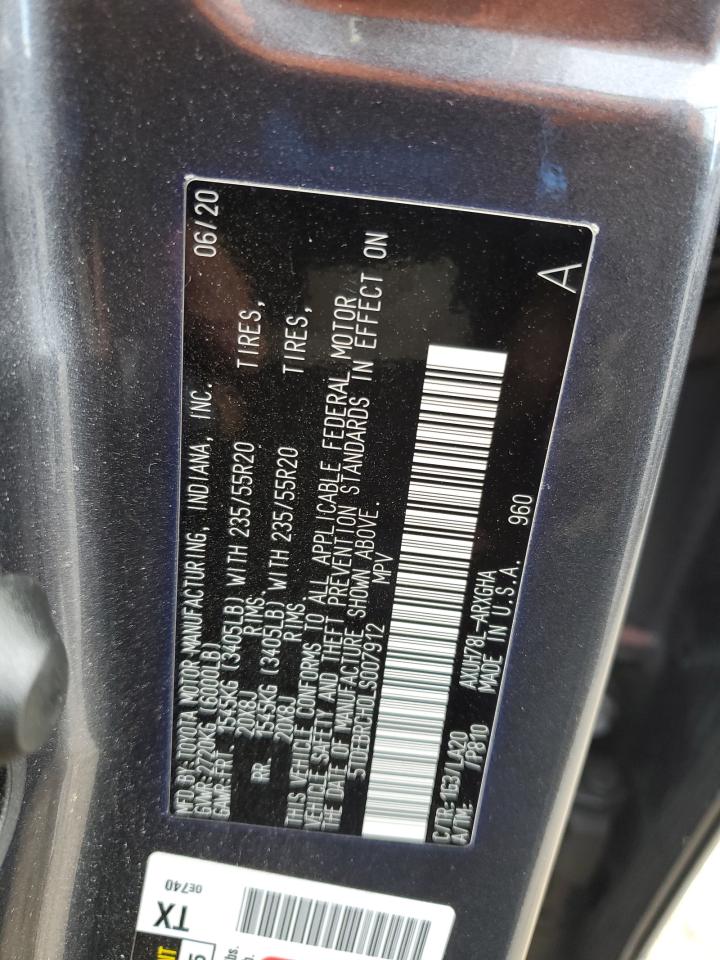 MFD. BY: TOYOTA MOTOR MANUFACTURING, INDIANA, INC. 06/20
GVWR: 2720KG (6000LB)
GAWR: FRT. 1545KG (3405LB) WITH 235/55R20 TIRES,
20X8J RIMS,
RR. 1545KG (3405LB) WITH 235/55R20 TIRES,
20X8J RIMS
THIS VEHICLE CONFORMS TO ALL APPLICABLE FEDERAL MOTOR
VEHICLE SAFETY AND THEFT PREVENTION STANDARDS IN EFFECT ON
THE DATE OF MANUFACTURE SHOWN ABOVE.
5TDEBRCH0LS007912 MPV
A
C/TR: 1G3/LA20 AXUH78L-ARXGHA
A/TM: /P810 MADE IN U.S.A. 960
TX
0E740